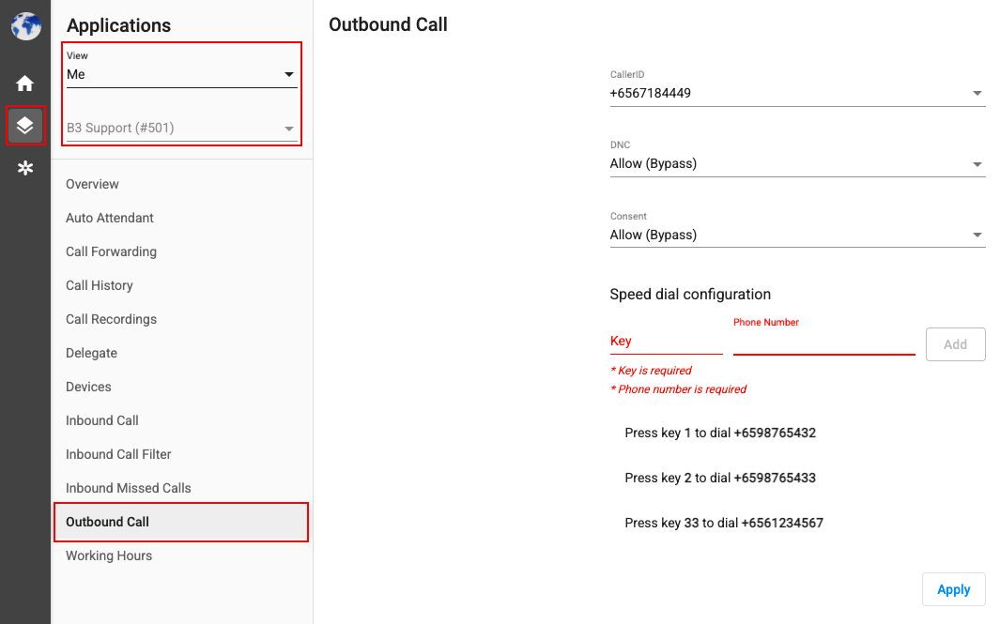 Applications
View
Me
B3 Support (#501)
Overview
Auto Attendant
Call Forwarding
Call History
Call Recordings
Delegate
Devices
Inbound Call
Inbound Call Filter
Inbound Missed Calls
Outbound Call
Working Hours
Outbound Call
CallerID
+6567184449
DNC
Allow (Bypass)
Consent
Allow (Bypass)
Speed dial configuration
Phone Number
Key
Add
* Key is required
* Phone number is required
Press key 1 to dial +6598765432
Press key 2 to dial +6598765433
Press key 33 to dial +6561234567
Apply